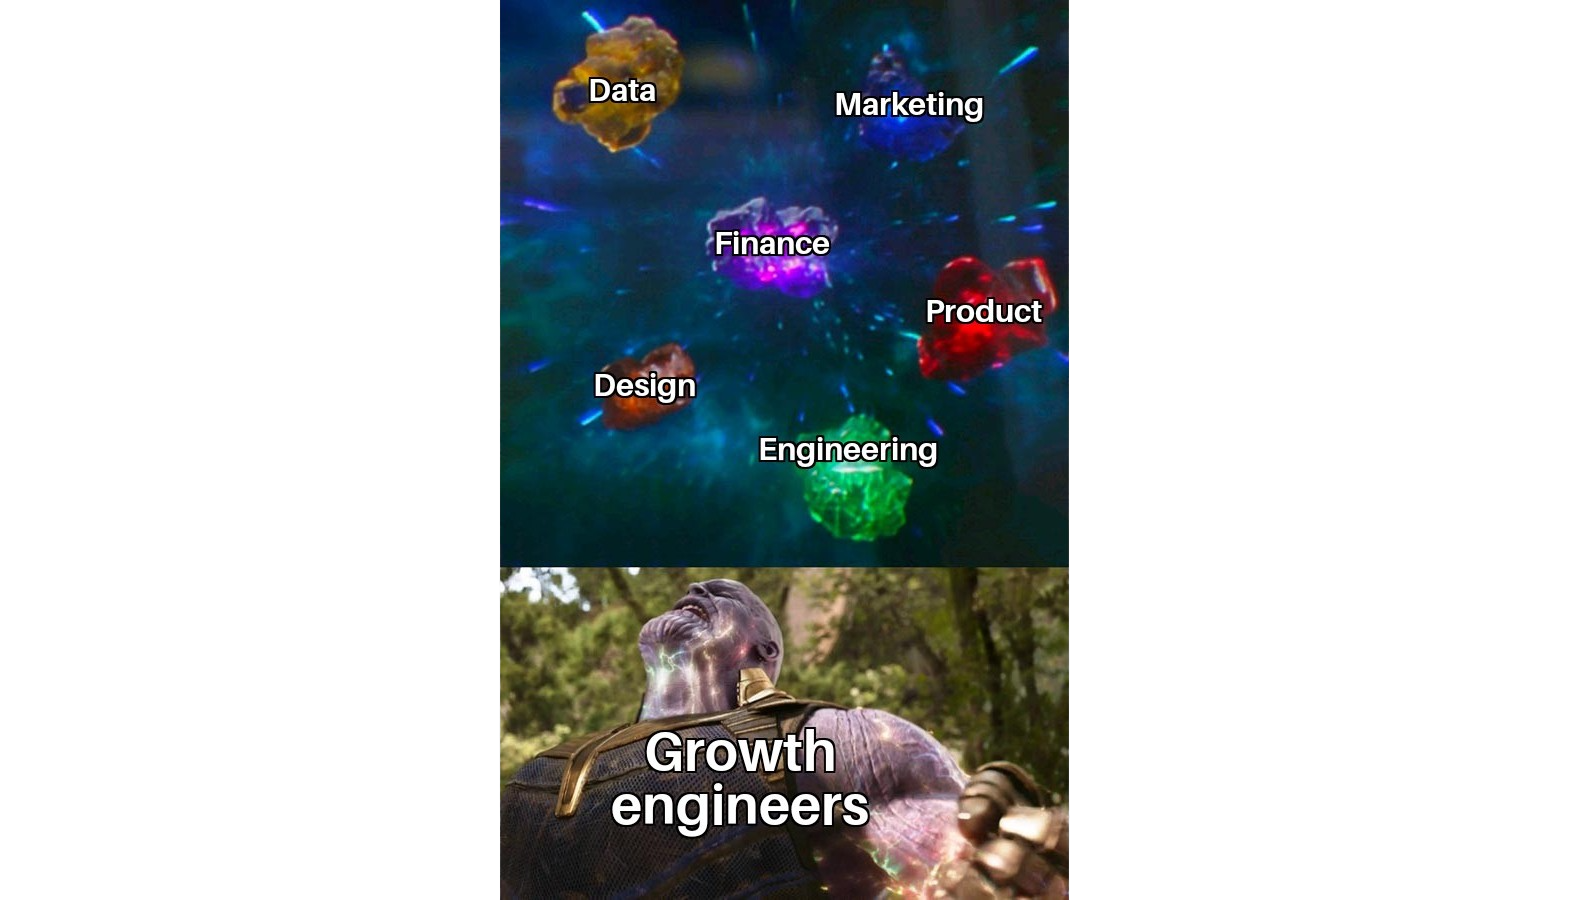 Data
Marketing
Finance
Product
Design
Engineering
Growth
engineers